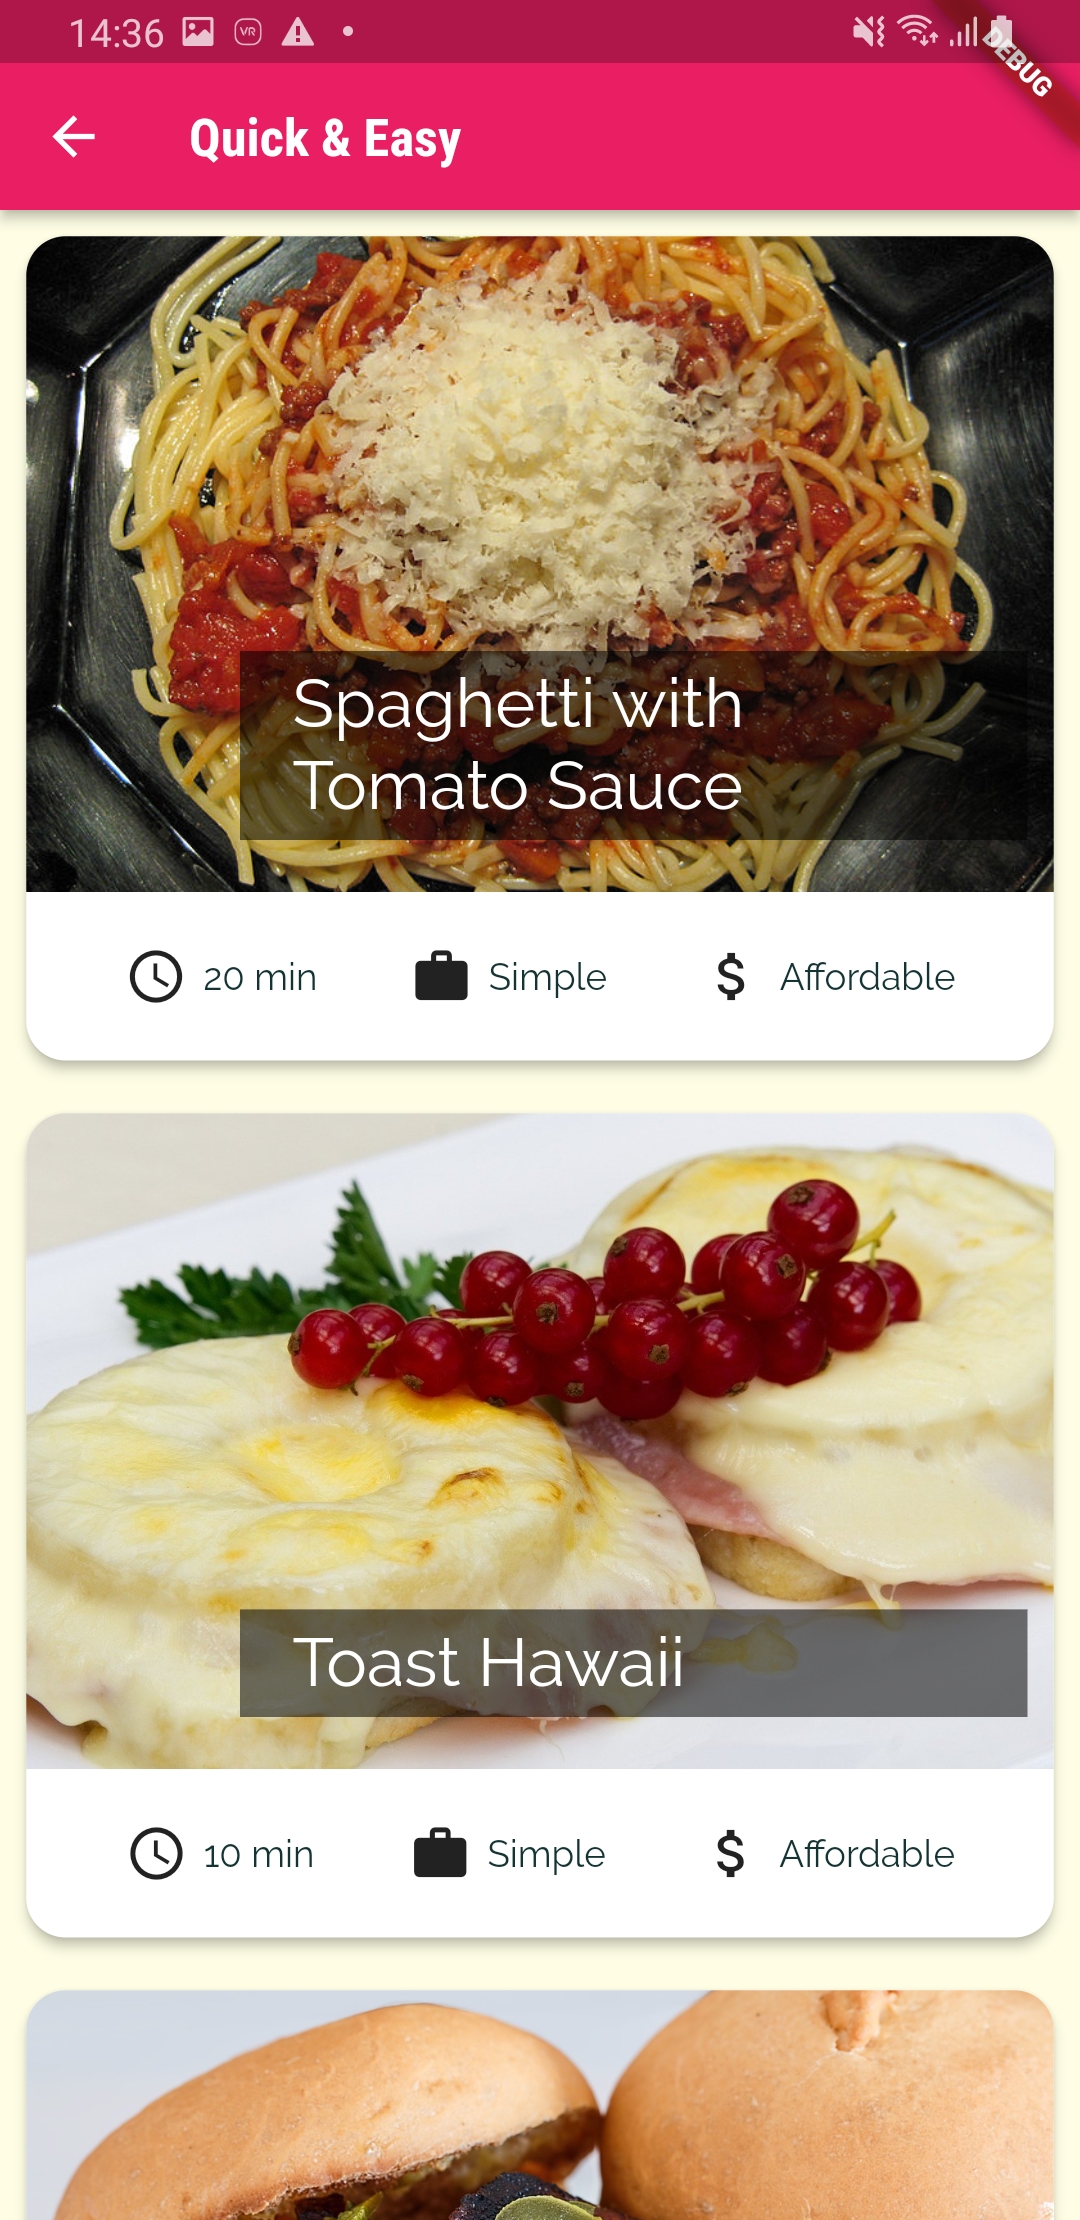 14:36
VR
DEBUG
Quick & Easy
Spaghetti with
Tomato Sauce
20 min
Simple
$ Affordable
Toast Hawaii
10 min
Simple
$ Affordable